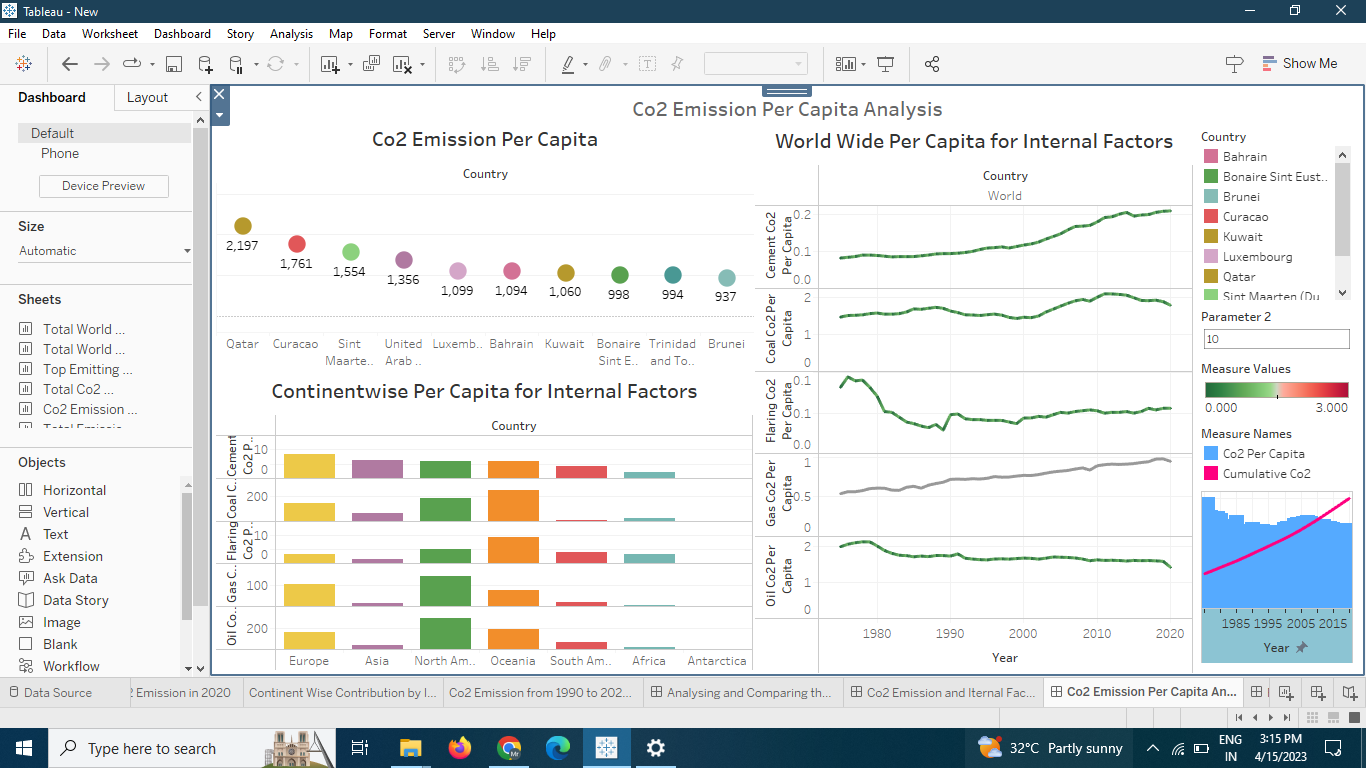 Tableau - New
File Data Worksheet Dashboard Story Analysis Map Format Server Window Help
Show Me
Dashboard Layout
Default
Phone
Device Preview
Size
Automatic
Sheets
Total World ...
Total World ...
Top Emitting ...
Total Co2 ...
Co2 Emission ...
Objects
Horizontal
Vertical
Text
Extension
Ask Data
Data Story
Image
Blank
Workflow
Co2 Emission Per Capita Analysis
Co2 Emission Per Capita
Country
2,197
1,761
1,554
1,356
1,099
1,094
1,060
998
994
937
Qatar Curacao Sint Maarte.. United Arab .. Luxemb.. Bahrain Kuwait Bonaire Sint E.. Trinidad and To.. Brunei
Continentwise Per Capita for Internal Factors
Country
Cement Co2 P..
10
0
Coal C..
200
Flaring Co2 P..
10
0
Gas C..
100
Oil Co..
200
Europe Asia North Am.. Oceania South Am.. Africa Antarctica
World Wide Per Capita for Internal Factors
Country
World
Cement Co2 Per Capita
0.2
0.1
0.0
Coal Co2 Per Capita
2
1
0
Flaring Co2 Per Capita
0.1
0.1
0.0
Gas Co2 Per Capita
1
0.5
0
Oil Co2 Per Capita
2
1
0
1980 1990 2000 2010 2020
Year
Country
Bahrain
Bonaire Sint Eust..
Brunei
Curacao
Kuwait
Luxembourg
Qatar
Sint Maarten (Du..
Parameter 2
10
Measure Values
0.000 3.000
Measure Names
Co2 Per Capita
Cumulative Co2
1985 1995 2005 2015
Year
Data Source
Emission in 2020
Continent Wise Contribution by I...
Co2 Emission from 1990 to 202...
Analysing and Comparing th...
Co2 Emission and Iternal Fac...
Co2 Emission Per Capita An...
Type here to search
32°C Partly sunny
ENG
IN
3:15 PM
4/15/2023